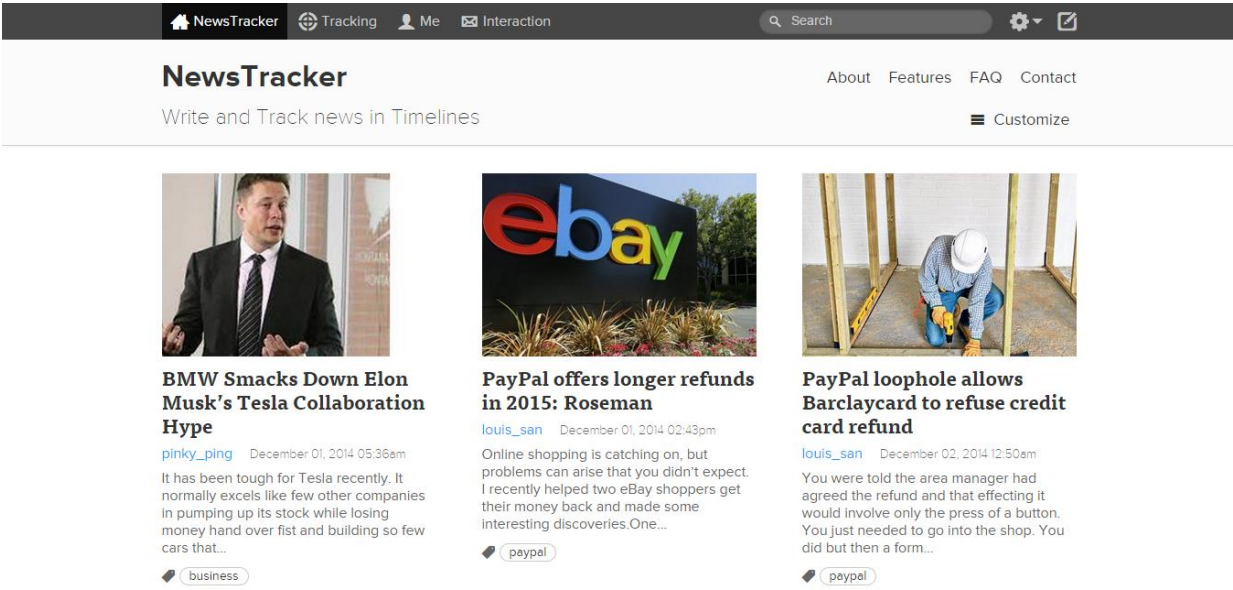 NewsTracker Tracking Me Interaction Search
NewsTracker
About Features FAQ Contact
Write and Track news in Timelines
Customize
ebay
BMW Smacks Down Elon
Musk's Tesla Collaboration
Hype
pinky_ping December 01, 2014 05:36am
It has been tough for Tesla recently. It
normally excels like few other companies
in pumping up its stock while losing
money hand over fist and building so few
cars that...
business
PayPal offers longer refunds
in 2015: Roseman
louis_san December 01, 2014 02:43pm
Online shopping is catching on, but
problems can arise that you didn't expect.
I recently helped two eBay shoppers get
their money back and made some
interesting discoveries.One...
paypal
PayPal loophole allows
Barclaycard to refuse credit
card refund
louis_san December 02, 2014 12:50am
You were told the area manager had
agreed the refund and that effecting it
would involve only the press of a button.
You just needed to go into the shop. You
did but then a form...
paypal